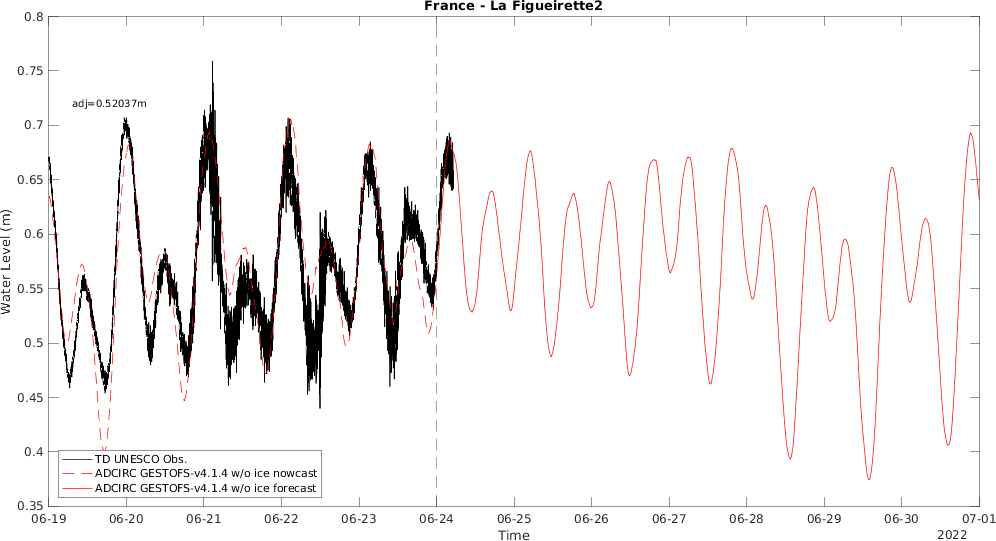 France - La Figueirette2
0.8
0.75
0.7
0.65
0.6
0.55
0.5
0.45
0.4
0.35
Water Level (m)
adj=0.52037m
TD UNESCO Obs.
ADCIRC GESTOFS-v4.1.4 w/o ice nowcast
ADCIRC GESTOFS-v4.1.4 w/o ice forecast
06-19 06-20 06-21 06-22 06-23 06-24 06-25 06-26 06-27 06-28 06-29 06-30 07-01
Time
2022